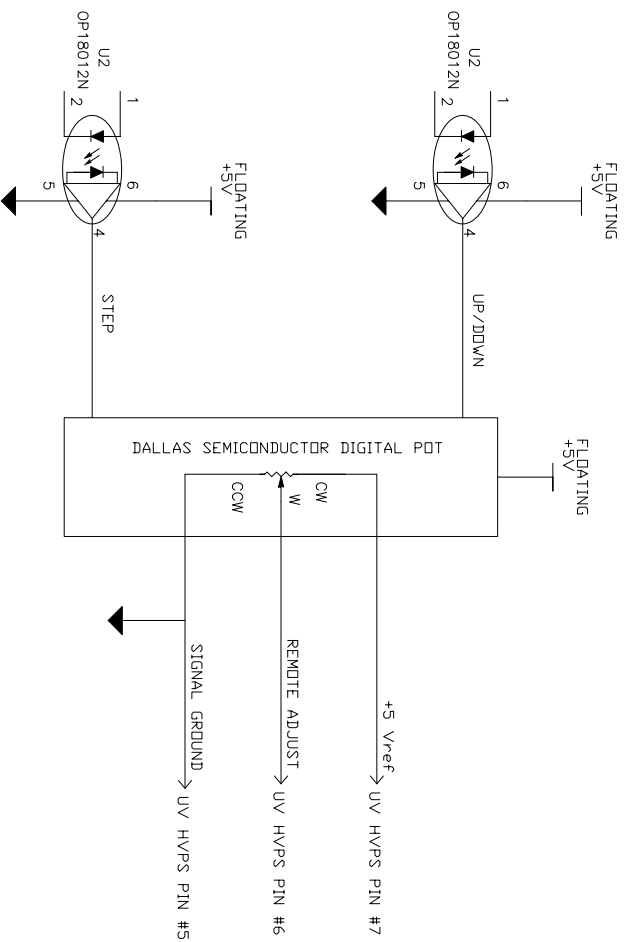 FLOATING
+5V
FLOATING
+5V
U2
OP18012N
1
2
6
5
4
UP/DOWN
DALLAS SEMICONDUCTOR DIGITAL POT
CW
W
CCW
+5 Vref
UV HVPS PIN #7
REMOTE ADJUST
UV HVPS PIN #6
SIGNAL GROUND
UV HVPS PIN #5
FLOATING
+5V
U2
OP18012N
1
2
6
5
4
STEP